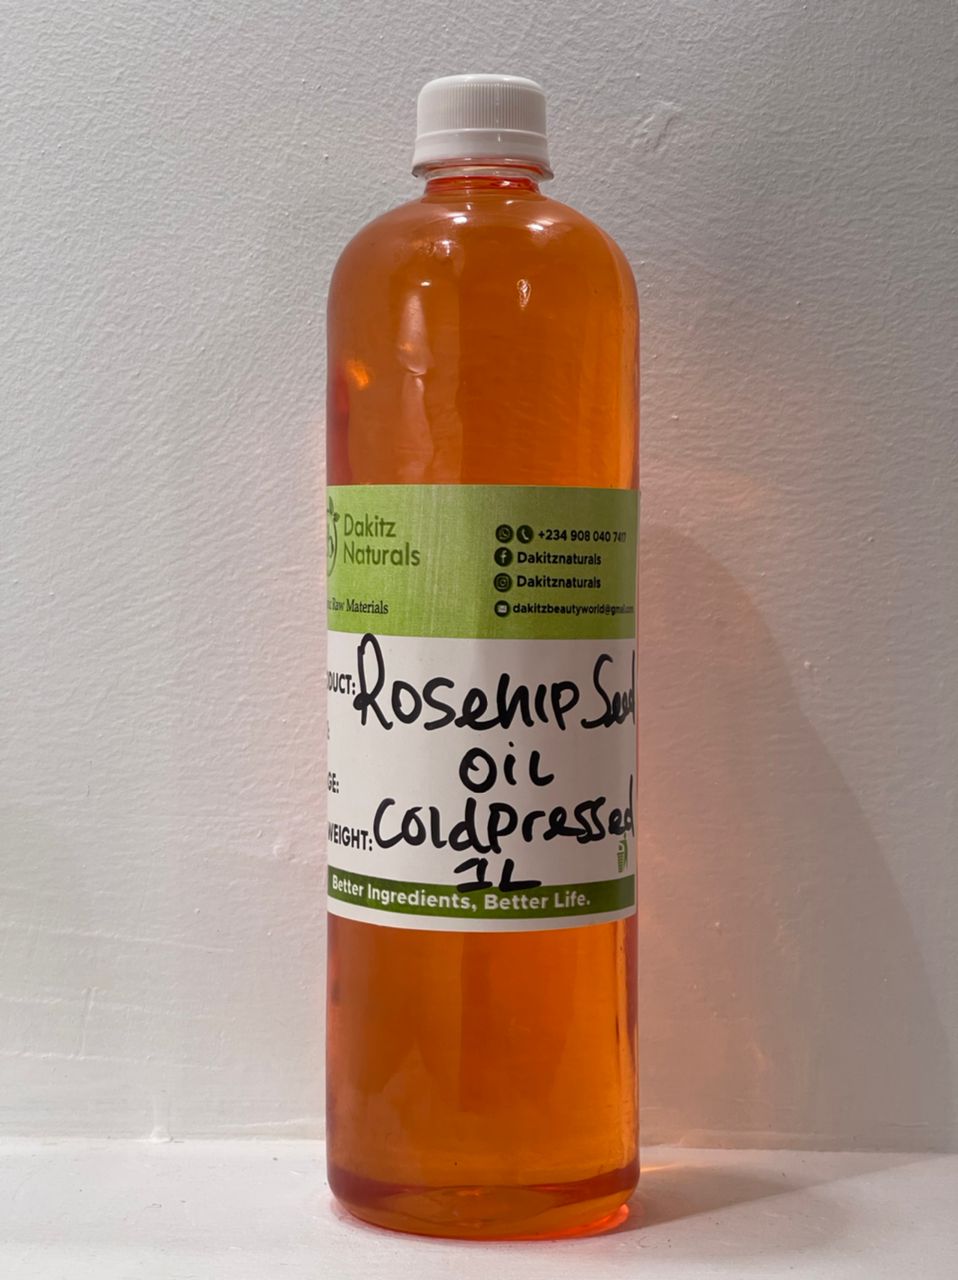 Dakitz
Naturals
Raw Materials
+234 908 040 7417
Dakitznaturals
Dakitznaturals
dakitzbeautyworld@gmail.com
DUCT: Rosehip Seed
OiL
GE:
WEIGHT: Coldpressed
1L
Better Ingredients, Better Life.